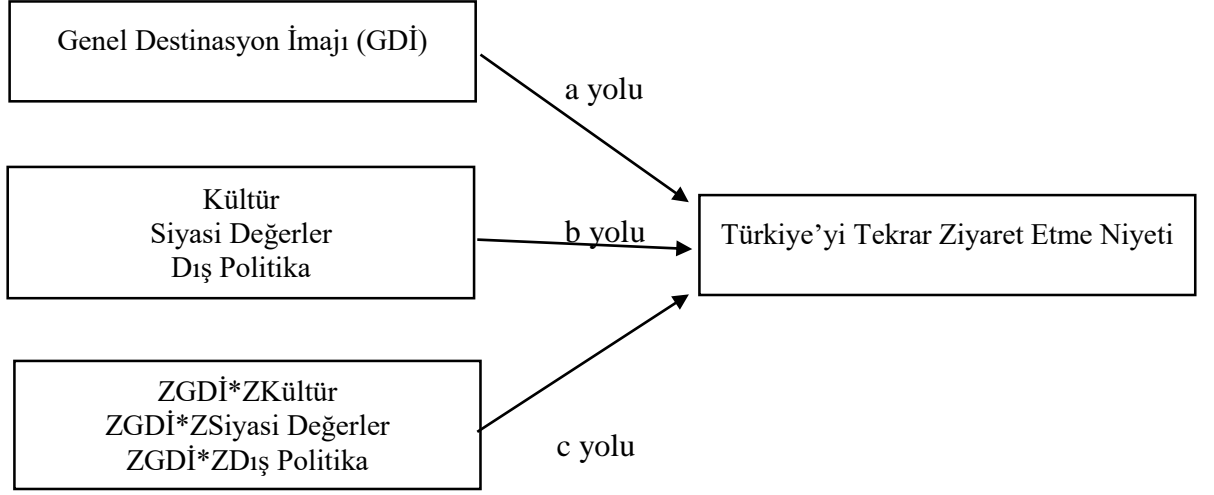 Genel Destinasyon İmajı (GDİ)
a yolu
Kültür
Siyasi Değerler
Dış Politika
b yolu
Türkiye’yi Tekrar Ziyaret Etme Niyeti
ZGDİ*ZKültür
ZGDİ*ZSiyasi Değerler
ZGDİ*ZDış Politika
c yolu